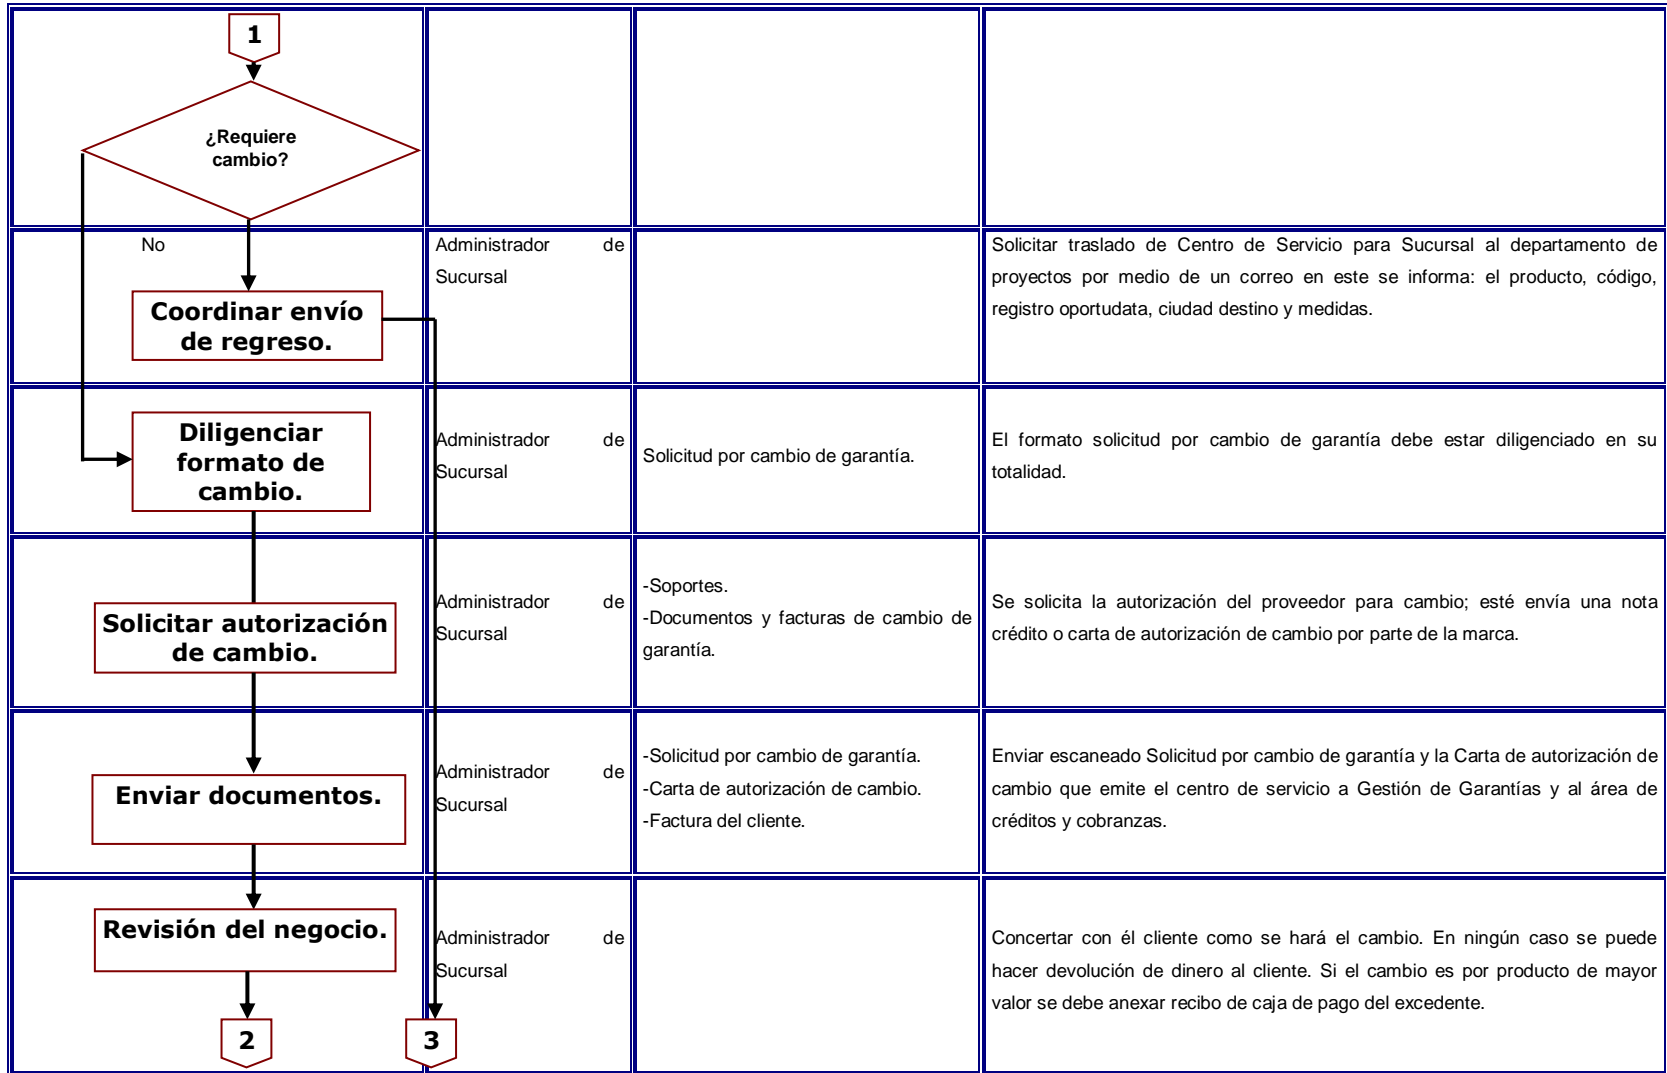 1
¿Requiere
cambio?
No
Coordinar envío
de regreso.
Administrador de
Sucursal
Solicitar traslado de Centro de Servicio para Sucursal al departamento de
proyectos por medio de un correo en este se informa: el producto, código,
registro oportudata, ciudad destino y medidas.
Diligenciar
formato de
cambio.
Administrador de
Sucursal
Solicitud por cambio de garantía.
El formato solicitud por cambio de garantía debe estar diligenciado en su
totalidad.
Solicitar autorización
de cambio.
Administrador de
Sucursal
-Soportes.
-Documentos y facturas de cambio de
garantía.
Se solicita la autorización del proveedor para cambio; esté envía una nota
crédito o carta de autorización de cambio por parte de la marca.
Enviar documentos.
Administrador de
Sucursal
-Solicitud por cambio de garantía.
-Carta de autorización de cambio.
-Factura del cliente.
Enviar escaneado Solicitud por cambio de garantía y la Carta de autorización de
cambio que emite el centro de servicio a Gestión de Garantías y al área de
créditos y cobranzas.
Revisión del negocio.
Administrador de
Sucursal
Concertar con él cliente como se hará el cambio. En ningún caso se puede
hacer devolución de dinero al cliente. Si el cambio es por producto de mayor
valor se debe anexar recibo de caja de pago del excedente.
2
3